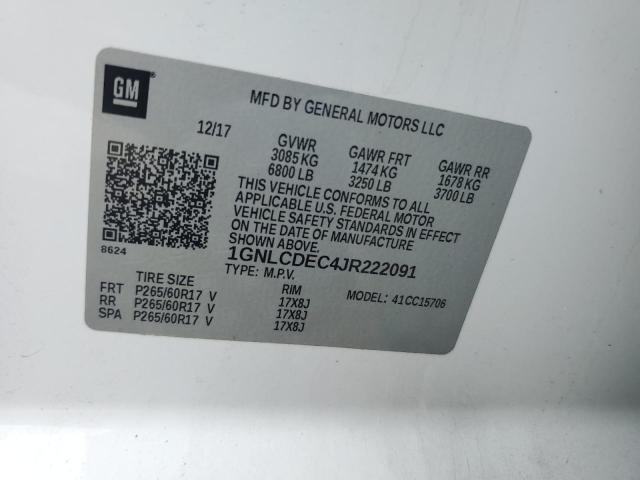 GM
MFD BY GENERAL MOTORS LLC
12/17
GVWR GAWR FRT GAWR RR
3085 KG 1474 KG 1678 KG
6800 LB 3250 LB 3700 LB
THIS VEHICLE CONFORMS TO ALL
APPLICABLE U.S. FEDERAL MOTOR
VEHICLE SAFETY STANDARDS IN EFFECT
ON THE DATE OF MANUFACTURE
SHOWN ABOVE.
8624
1GNLCDEC4JR222091
TYPE: M.P.V.
TIRE SIZE RIM MODEL: 41CC15706
FRT P265/60R17 V 17X8J
RR P265/60R17 V 17X8J
SPA P265/60R17 V 17X8J